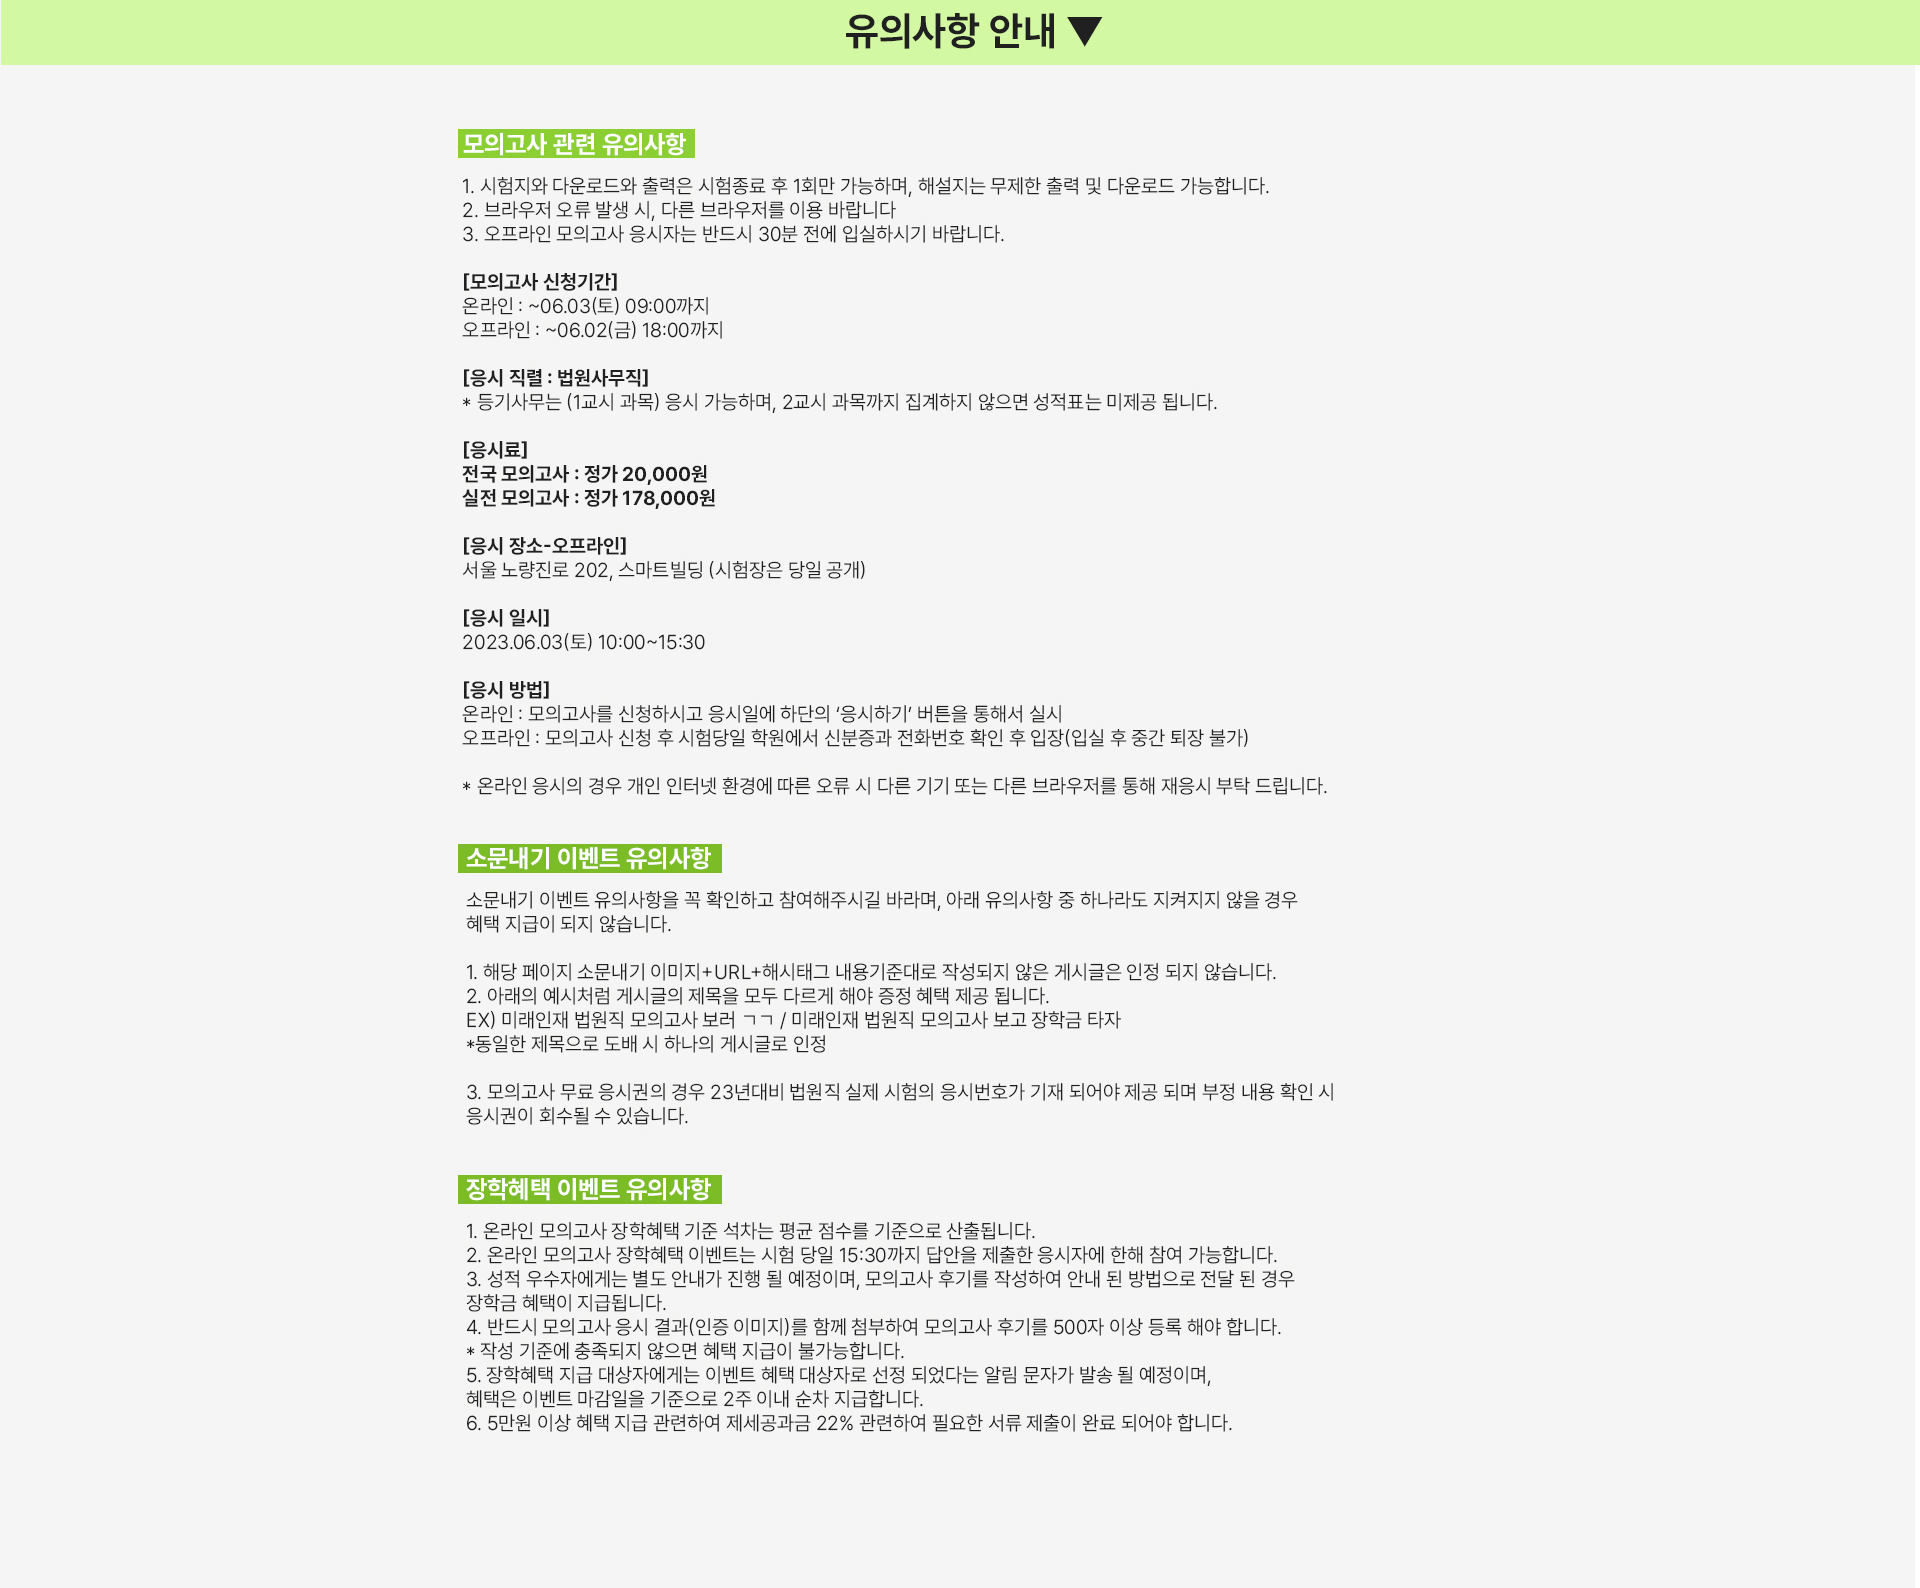 유의사항 안내 ▼
모의고사 관련 유의사항
1. 시험지와 다운로드와 출력은 시험종료 후 1회만 가능하며, 해설지는 무제한 출력 및 다운로드 가능합니다.
2. 브라우저 오류 발생 시, 다른 브라우저를 이용 바랍니다
3. 오프라인 모의고사 응시자는 반드시 30분 전에 입실하시기 바랍니다.
[모의고사 신청기간]
온라인 : ~06.03(토) 09:00까지
오프라인 : ~06.02(금) 18:00까지
[응시 직렬 : 법원사무직]
* 등기사무는 (1교시 과목) 응시 가능하며, 2교시 과목까지 집계하지 않으면 성적표는 미제공 됩니다.
[응시료]
전국 모의고사 : 정가 20,000원
실전 모의고사 : 정가 178,000원
[응시 장소-오프라인]
서울 노량진로 202, 스마트빌딩 (시험장은 당일 공개)
[응시 일시]
2023.06.03(토) 10:00~15:30
[응시 방법]
온라인 : 모의고사를 신청하시고 응시일에 하단의 ‘응시하기’ 버튼을 통해서 실시
오프라인 : 모의고사 신청 후 시험당일 학원에서 신분증과 전화번호 확인 후 입장(입실 후 중간 퇴장 불가)
* 온라인 응시의 경우 개인 인터넷 환경에 따른 오류 시 다른 기기 또는 다른 브라우저를 통해 재응시 부탁 드립니다.
소문내기 이벤트 유의사항
소문내기 이벤트 유의사항을 꼭 확인하고 참여해주시길 바라며, 아래 유의사항 중 하나라도 지켜지지 않을 경우
혜택 지급이 되지 않습니다.
1. 해당 페이지 소문내기 이미지+URL+해시태그 내용기준대로 작성되지 않은 게시글은 인정 되지 않습니다.
2. 아래의 예시처럼 게시글의 제목을 모두 다르게 해야 증정 혜택 제공 됩니다.
EX) 미래인재 법원직 모의고사 보러 ㄱㄱ / 미래인재 법원직 모의고사 보고 장학금 타자
*동일한 제목으로 도배 시 하나의 게시글로 인정
3. 모의고사 무료 응시권의 경우 23년대비 법원직 실제 시험의 응시번호가 기재 되어야 제공 되며 부정 내용 확인 시
응시권이 회수될 수 있습니다.
장학혜택 이벤트 유의사항
1. 온라인 모의고사 장학혜택 기준 석차는 평균 점수를 기준으로 산출됩니다.
2. 온라인 모의고사 장학혜택 이벤트는 시험 당일 15:30까지 답안을 제출한 응시자에 한해 참여 가능합니다.
3. 성적 우수자에게는 별도 안내가 진행 될 예정이며, 모의고사 후기를 작성하여 안내 된 방법으로 전달 된 경우
장학금 혜택이 지급됩니다.
4. 반드시 모의고사 응시 결과(인증 이미지)를 함께 첨부하여 모의고사 후기를 500자 이상 등록 해야 합니다.
* 작성 기준에 충족되지 않으면 혜택 지급이 불가능합니다.
5. 장학혜택 지급 대상자에게는 이벤트 혜택 대상자로 선정 되었다는 알림 문자가 발송 될 예정이며,
혜택은 이벤트 마감일을 기준으로 2주 이내 순차 지급합니다.
6. 5만원 이상 혜택 지급 관련하여 제세공과금 22% 관련하여 필요한 서류 제출이 완료 되어야 합니다.